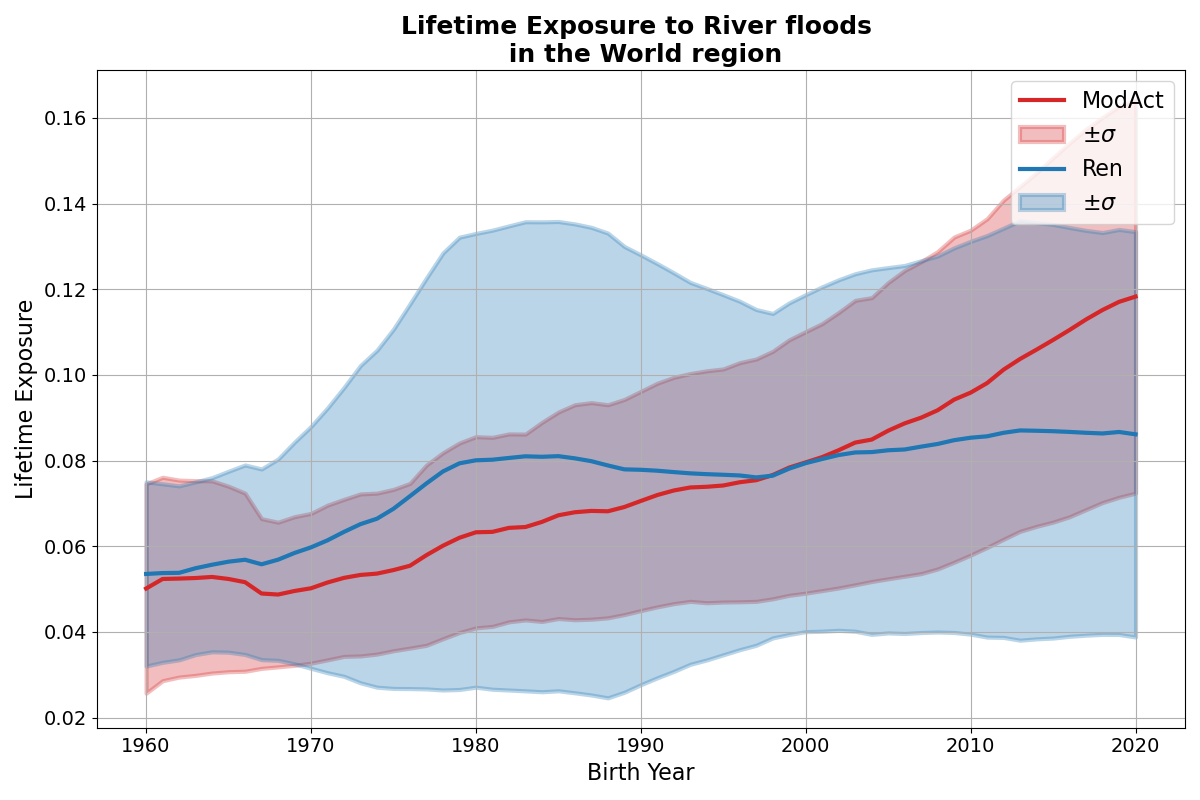 Lifetime Exposure to River floods
in the World region
ModAct
±σ
Ren
±σ
Lifetime Exposure
0.16
0.14
0.12
0.10
0.08
0.06
0.04
0.02
1960 1970 1980 1990 2000 2010 2020
Birth Year